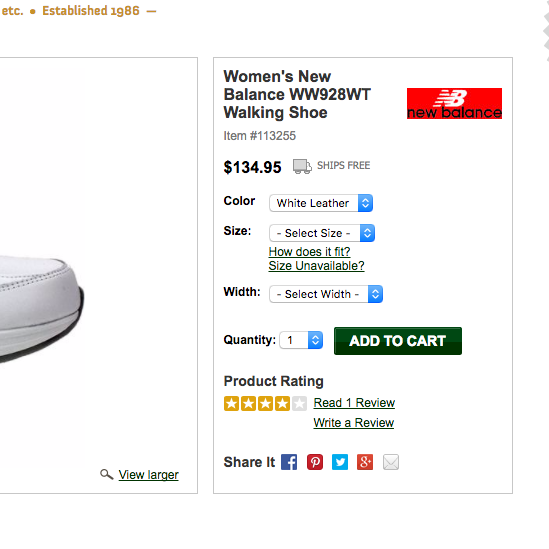 etc. ● Established 1986 —
Women's New
Balance WW928WT
Walking Shoe
new balance
Item #113255
$134.95 SHIPS FREE
Color White Leather
Size: - Select Size -
How does it fit?
Size Unavailable?
Width: - Select Width -
Quantity: 1 ADD TO CART
Product Rating
Read 1 Review
Write a Review
Share It
View larger